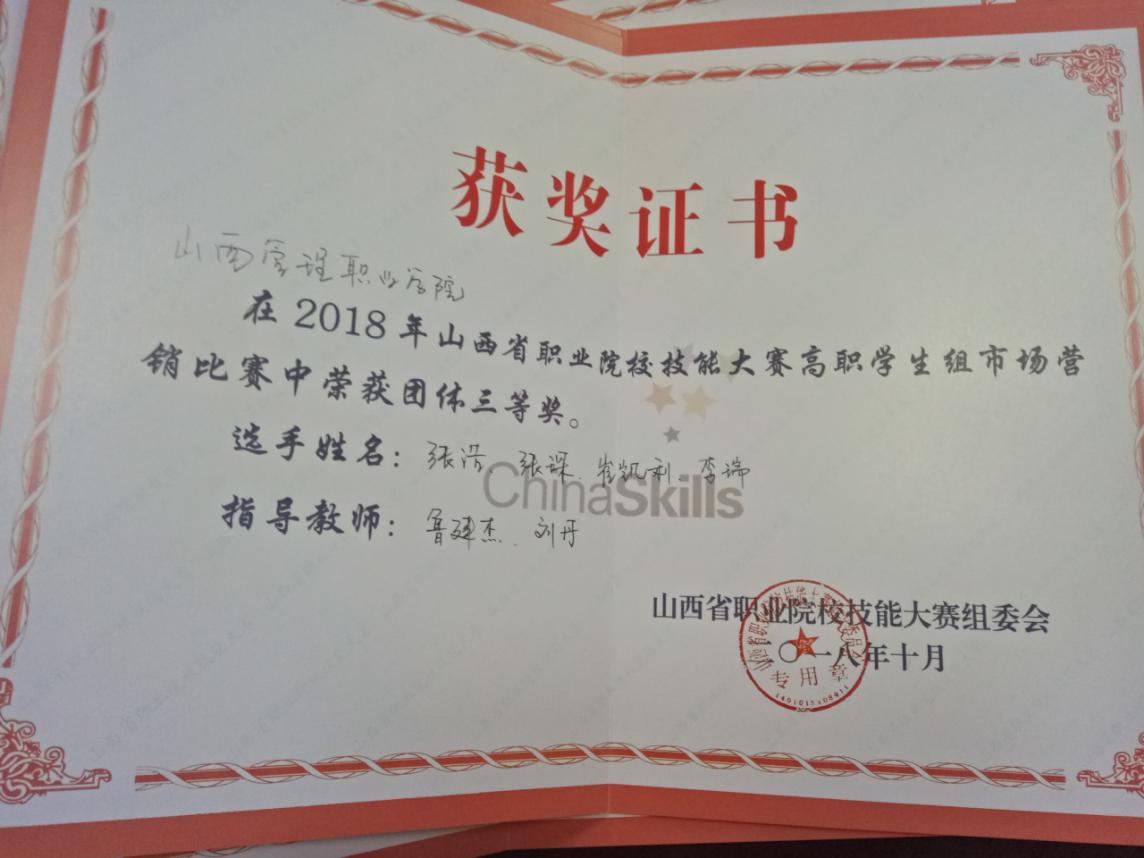 获奖证书
山西管理职业学院
在2018年山西省职业院校技能大赛高职学生组市场营
销比赛中荣获团体三等奖。
选手姓名：张浩、张琛、崔凯利、李瑞
ChinaSkills
指导教师：鲁建杰、刘丹
山西省职业院校技能大赛组委会
二〇一八年十月
专用章